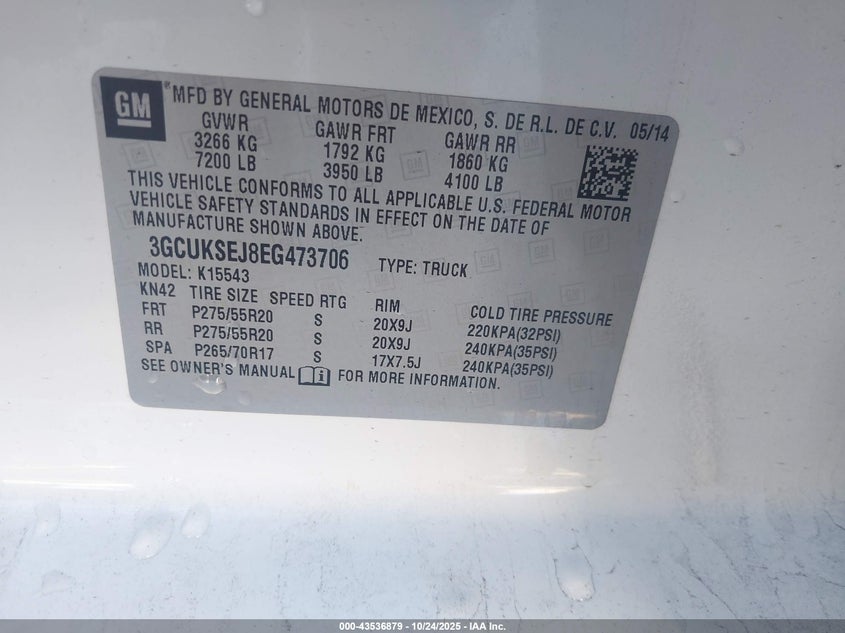 GM
® MFD BY GENERAL MOTORS DE MEXICO, S. DE R.L. DE C.V. 05/14
GVWR GAWR FRT GAWR RR
3266 KG 1792 KG 1860 KG
7200 LB 3950 LB 4100 LB
THIS VEHICLE CONFORMS TO ALL APPLICABLE U.S. FEDERAL MOTOR
VEHICLE SAFETY STANDARDS IN EFFECT ON THE DATE OF
MANUFACTURE SHOWN ABOVE.
3GCUKSEJ8EG473706 TYPE: TRUCK
MODEL: K15543
KN42 TIRE SIZE SPEED RTG RIM COLD TIRE PRESSURE
FRT P275/55R20 S 20X9J 220KPA(32PSI)
RR P275/55R20 S 20X9J 240KPA(35PSI)
SPA P265/70R17 S 17X7.5J 240KPA(35PSI)
SEE OWNER'S MANUAL FOR MORE INFORMATION.
000-43536879 - 10/24/2025 - IAA Inc.